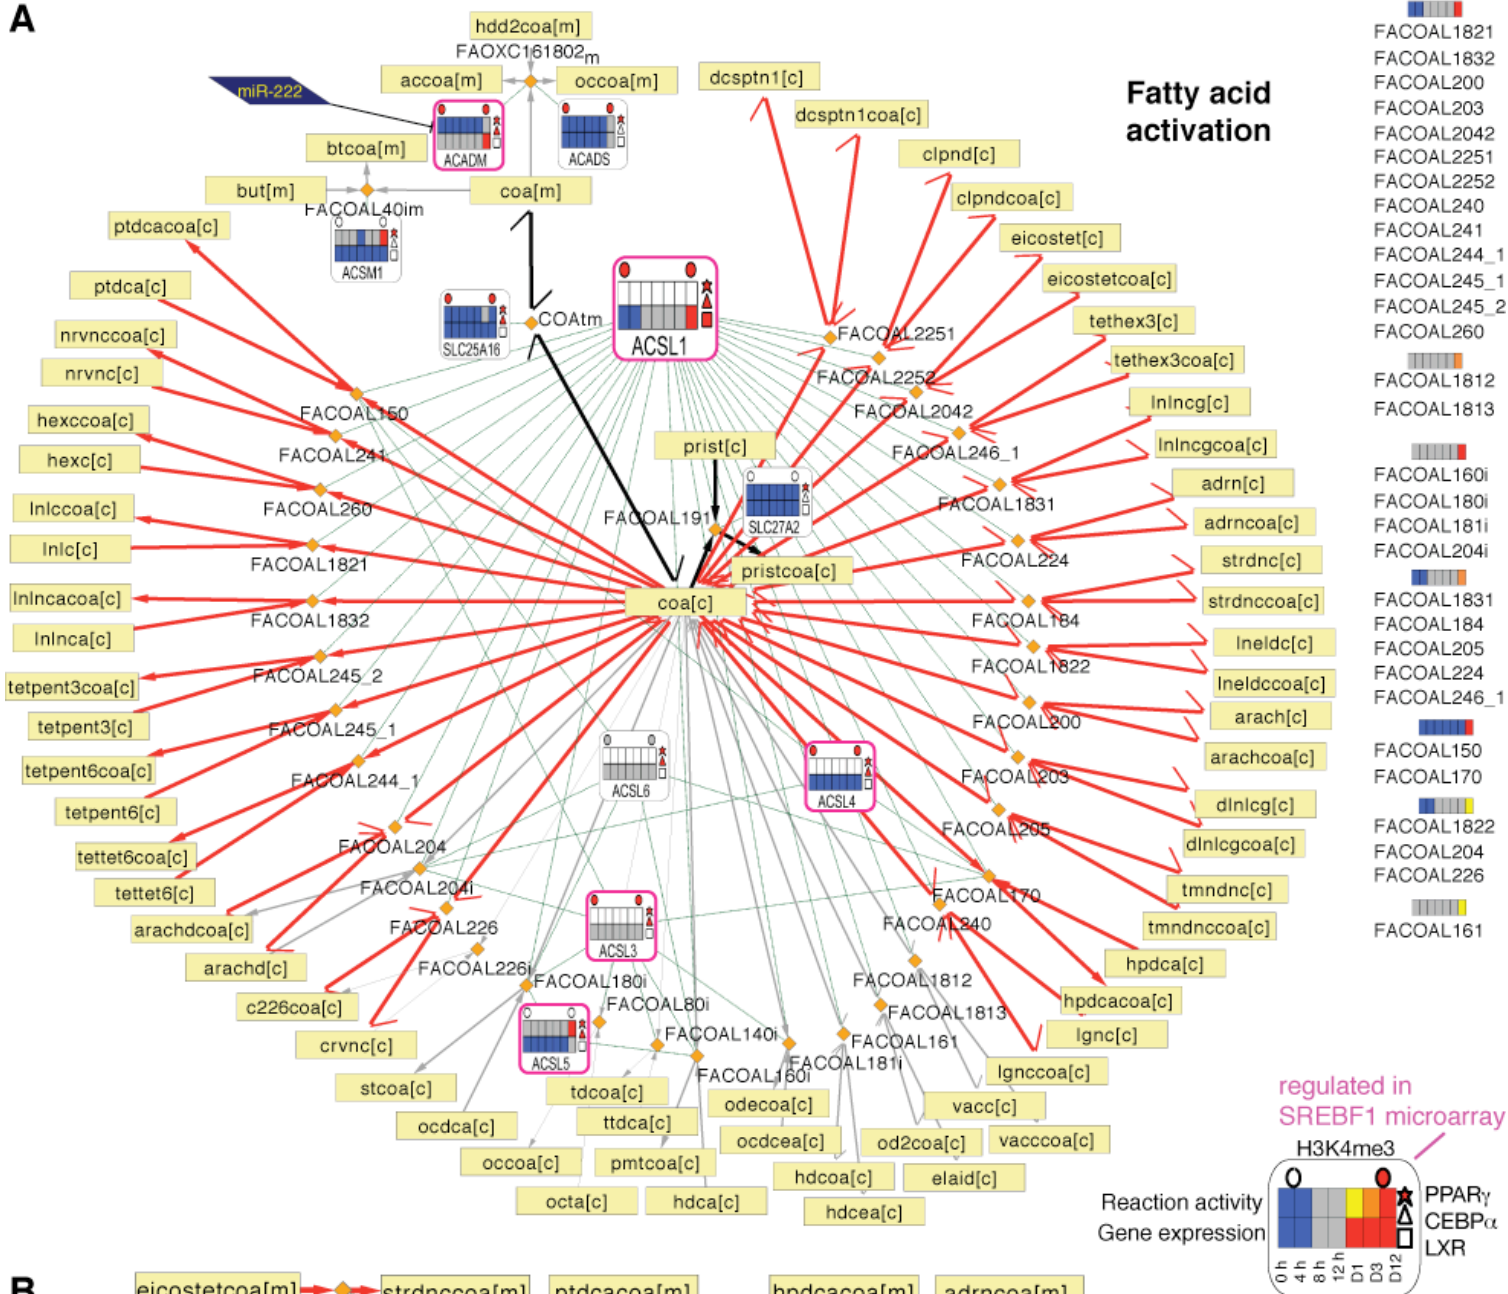 A
hdd2coa[m]
FAOXC161802m
accoa[m]
occoa[m]
miR-222
ACADM
ACADS
btcoa[m]
but[m]
coa[m]
FACOAL40im
ACSM1
dcsptn1[c]
dcsptn1coa[c]
clpnd[c]
clpndcoa[c]
eicostet[c]
eicostetcoa[c]
tethex3[c]
tethex3coa[c]
lnlncg[c]
lnlncgcoa[c]
adrn[c]
adrncoa[c]
strdnc[c]
strdnccoa[c]
lneldc[c]
lneldccoa[c]
arach[c]
arachcoa[c]
dlnlcg[c]
dlnlcgcoa[c]
tmndnc[c]
tmndnccoa[c]
hpdca[c]
hpdcacoa[c]
lgnc[c]
lgnccoa[c]
vacc[c]
vacccoa[c]
od2coa[c]
elaid[c]
odecoa[c]
ocdcea[c]
hdcoa[c]
hdcea[c]
tdcoa[c]
ttdca[c]
pmtcoa[c]
hdca[c]
occoa[c]
octa[c]
stcoa[c]
ocdca[c]
crvnc[c]
c226coa[c]
arachd[c]
arachdcoa[c]
tettet6[c]
tettet6coa[c]
tetpent6[c]
tetpent6coa[c]
tetpent3[c]
tetpent3coa[c]
lnlnca[c]
lnlncacoa[c]
lnlc[c]
lnlccoa[c]
hexc[c]
hexccoa[c]
nrvnc[c]
nrvnccoa[c]
ptdca[c]
ptdcacoa[c]
SLC25A16
COAtm
ACSL1
prist[c]
FACOAL191
SLC27A2
pristcoa[c]
coa[c]
FACOAL2251
FACOAL2252
FACOAL2042
FACOAL246_1
FACOAL1831
FACOAL224
FACOAL184
FACOAL1822
FACOAL200
FACOAL203
FACOAL205
FACOAL170
FACOAL240
FACOAL1812
FACOAL1813
FACOAL161
FACOAL181i
FACOAL160i
FACOAL140i
FACOAL80i
FACOAL180i
FACOAL226i
FACOAL226
FACOAL204i
FACOAL204
FACOAL244_1
FACOAL245_1
FACOAL245_2
FACOAL1832
FACOAL1821
FACOAL260
FACOAL241
FACOAL150
ACSL6
ACSL4
ACSL3
ACSL5
Fatty acid
activation
FACOAL1821
FACOAL1832
FACOAL200
FACOAL203
FACOAL2042
FACOAL2251
FACOAL2252
FACOAL240
FACOAL241
FACOAL244_1
FACOAL245_1
FACOAL245_2
FACOAL260
FACOAL1812
FACOAL1813
FACOAL160i
FACOAL180i
FACOAL181i
FACOAL204i
FACOAL1831
FACOAL184
FACOAL205
FACOAL224
FACOAL246_1
FACOAL150
FACOAL170
FACOAL1822
FACOAL204
FACOAL226
FACOAL161
regulated in
SREBF1 microarray
H3K4me3
Reaction activity
Gene expression
PPARγ
CEBPα
LXR
0 h
4 h
8 h
12 h
D1
D3
D12
B
eicostetcoa[m]
strdnccoa[m]
ptdcacoa[m]
hpdcacoa[m]
adrncoa[m]